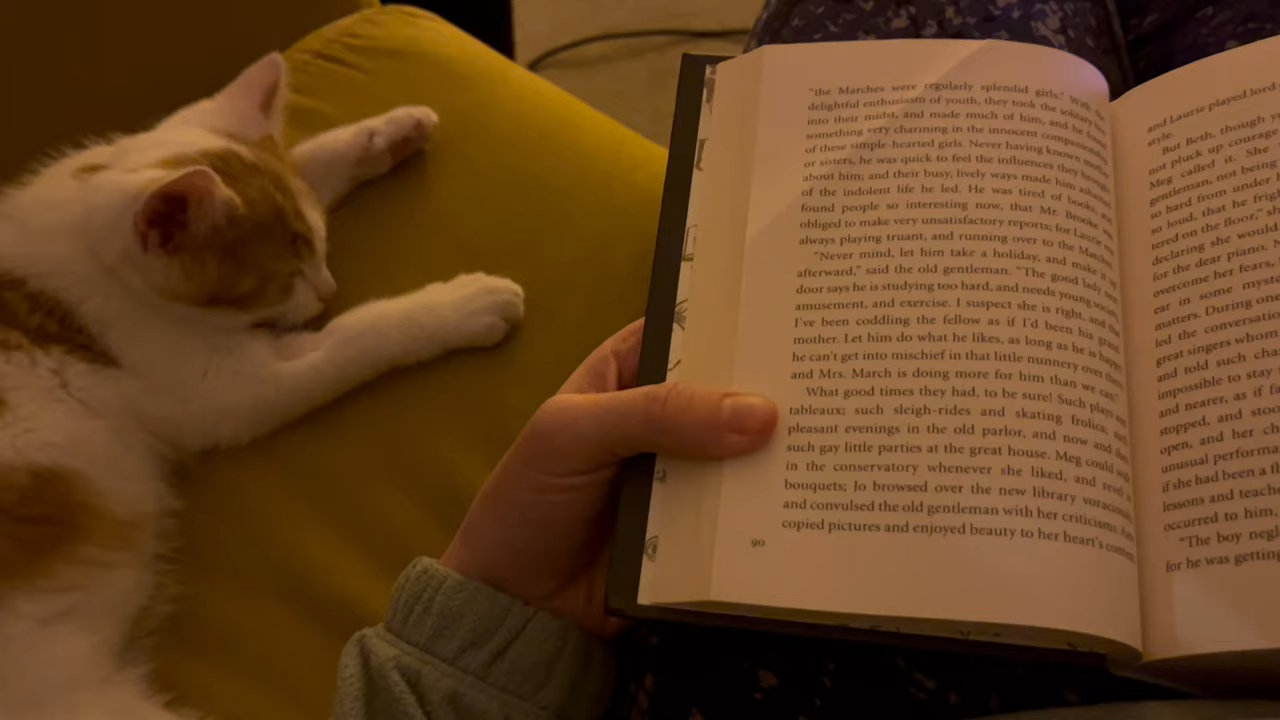 "the Marches were regularly splendid girls." With the
delightful enthusiasm of youth, they took the solitary boy
into their midst, and made much of him, and he found
something very charming in the innocent companionship
of these simple-hearted girls. Never having known mother
or sisters, he was quick to feel the influences they brought
about him; and their busy, lively ways made him ashamed
of the indolent life he led. He was tired of books, and
found people so interesting now, that Mr. Brooke was
obliged to make very unsatisfactory reports; for Laurie was
always playing truant, and running over to the Marches.
"Never mind, let him take a holiday, and make it up
afterward," said the old gentleman. "The good lady next
door says he is studying too hard, and needs young society,
amusement, and exercise. I suspect she is right, and that
I've been coddling the fellow as if I'd been his grand
mother. Let him do what he likes, as long as he is happy;
he can't get into mischief in that little nunnery over there,
and Mrs. March is doing more for him than we can."
What good times they had, to be sure! Such plays and
tableaux; such sleigh-rides and skating frolics; such
pleasant evenings in the old parlor, and now and then
such gay little parties at the great house. Meg could walk
in the conservatory whenever she liked, and revel in
bouquets; Jo browsed over the new library voraciously,
and convulsed the old gentleman with her criticisms; Amy
copied pictures and enjoyed beauty to her heart's content
90
and Laurie played lord
style.
But Beth, though
not pluck up courage
Meg called it. She
gentleman, not being
so hard from under
so loud, that he
tered on the floor,"
declaring she would
for the dear piano.
overcome her fears,
ear in some
matters. During one
led the conversation
great singers whom
and told such
impossible to stay
and nearer, as if
stopped, and
open, and her
unusual
if she had been a
lessons and
occurred to him,
"The boy
for he was getting